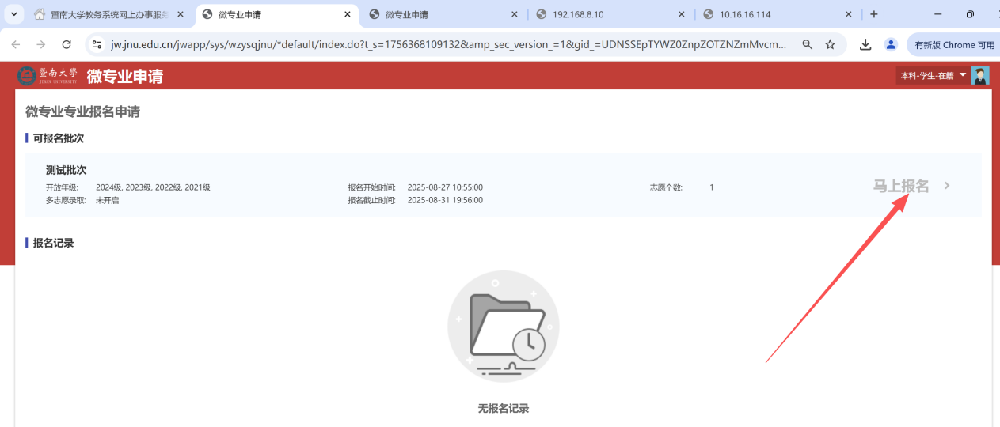 暨南大学教务系统网上办事服务
微专业申请
微专业申请
192.168.8.10
10.16.16.114
jw.jnu.edu.cn/jwapp/sys/wzysqjnu/*default/index.do?t_s=1756368109132&amp_sec_version_=1&gid_=UDNSSEpTYWZ0ZnpZOTZNZmMvcm...
有新版 Chrome 可用
暨南大學
JINAN UNIVERSITY
微专业申请
本科-学生-在籍
微专业专业报名申请
可报名批次
测试批次
开放年级: 2024级, 2023级, 2022级, 2021级 报名开始时间: 2025-08-27 10:55:00 志愿个数: 1
多志愿录取: 未开启 报名截止时间: 2025-08-31 19:56:00
马上报名
报名记录
无报名记录